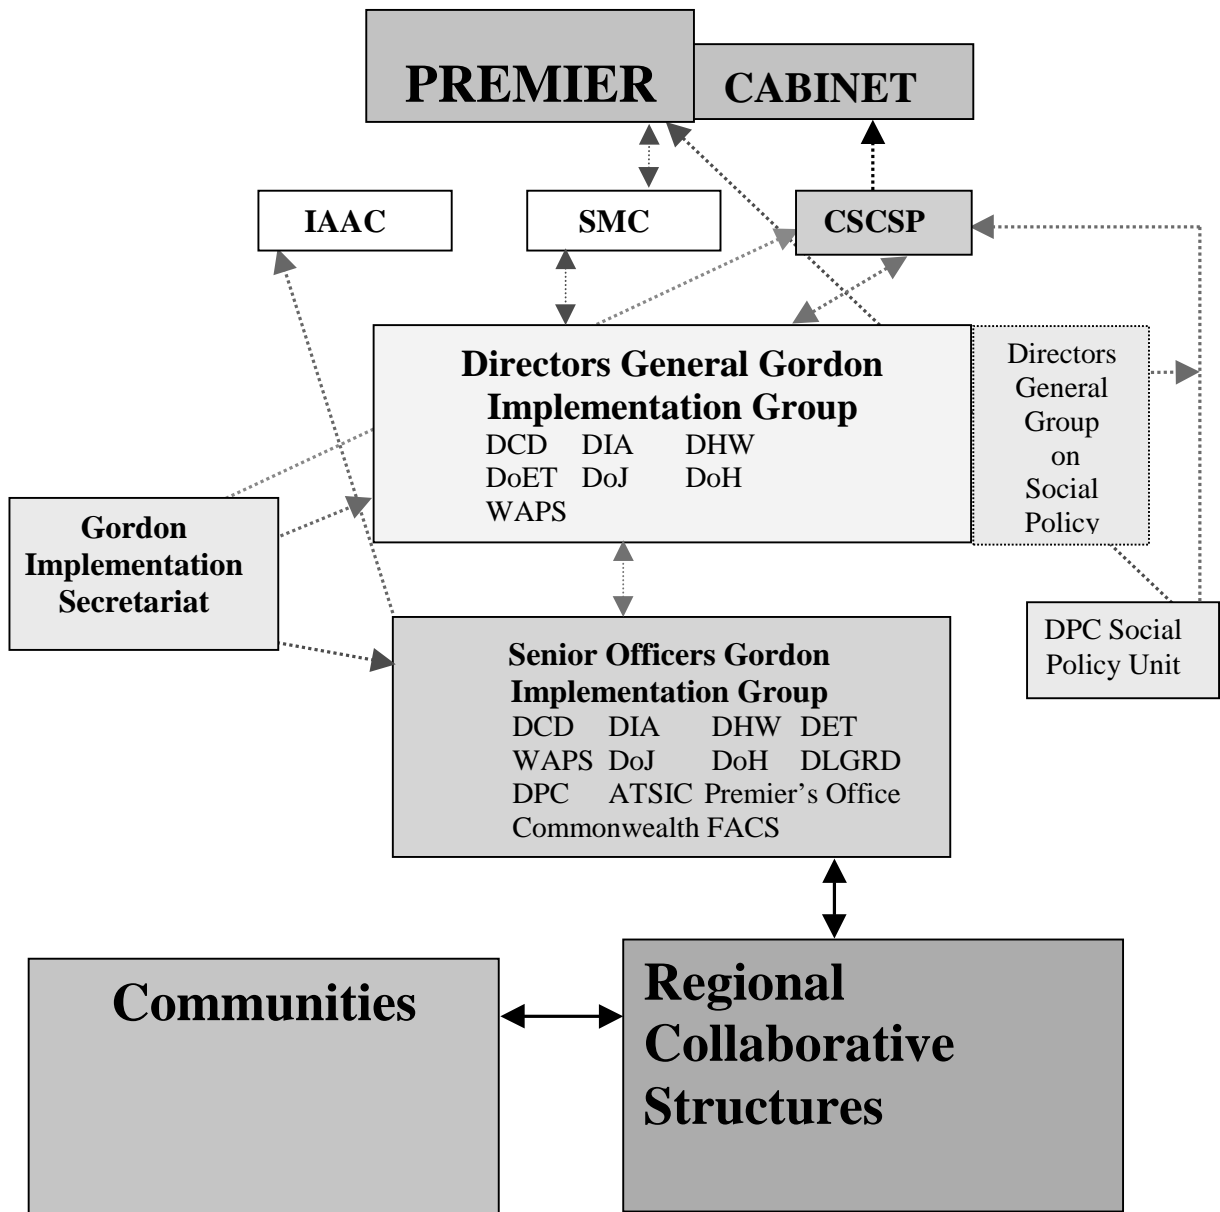 PREMIER
CABINET
IAAC
SMC
CSCSP
Directors General Gordon
Implementation Group
DCD DIA DHW
DoET DoJ DoH
WAPS
Directors
General
Group
on
Social
Policy
Gordon
Implementation
Secretariat
DPC Social
Policy Unit
Senior Officers Gordon
Implementation Group
DCD DIA DHW DET
WAPS DoJ DoH DLGRD
DPC ATSIC Premier’s Office
Commonwealth FACS
Communities
Regional
Collaborative
Structures